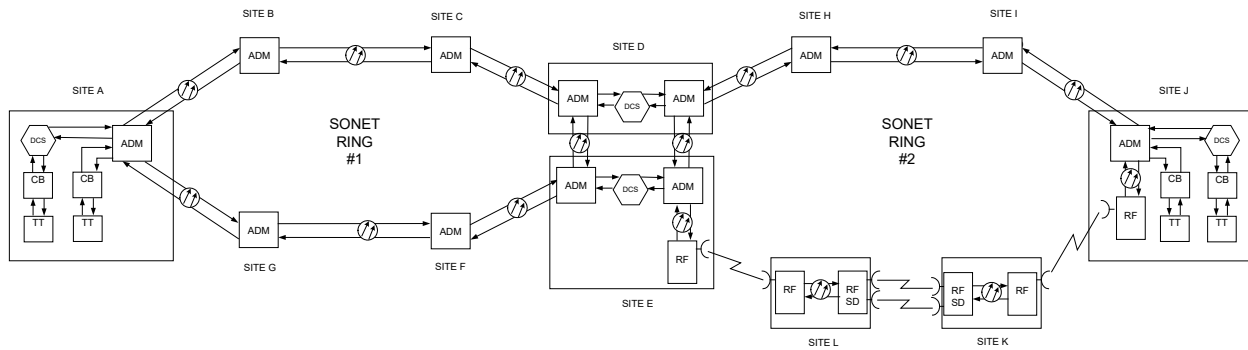 SITE B
SITE C
SITE H
SITE I
SITE D
SITE A
SITE J
ADM
ADM
ADM
ADM
ADM
DCS
ADM
DCS
ADM
SONET
RING
#1
SONET
RING
#2
ADM
DCS
CB
CB
TT
TT
ADM
DCS
ADM
CB
CB
RF
TT
TT
ADM
ADM
RF
SITE G
SITE F
SITE E
RF
RF
SD
RF
SD
RF
SITE L
SITE K